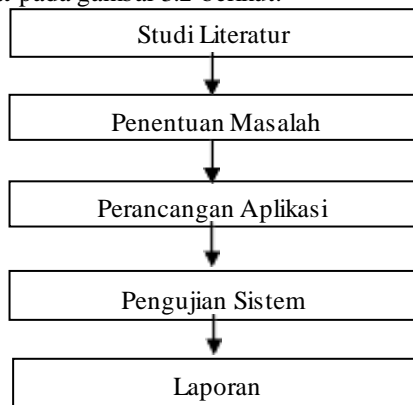 pada gambar 3.2 berikut.
Studi Literatur
Penentuan Masalah
Perancangan Aplikasi
Pengujian Sistem
Laporan